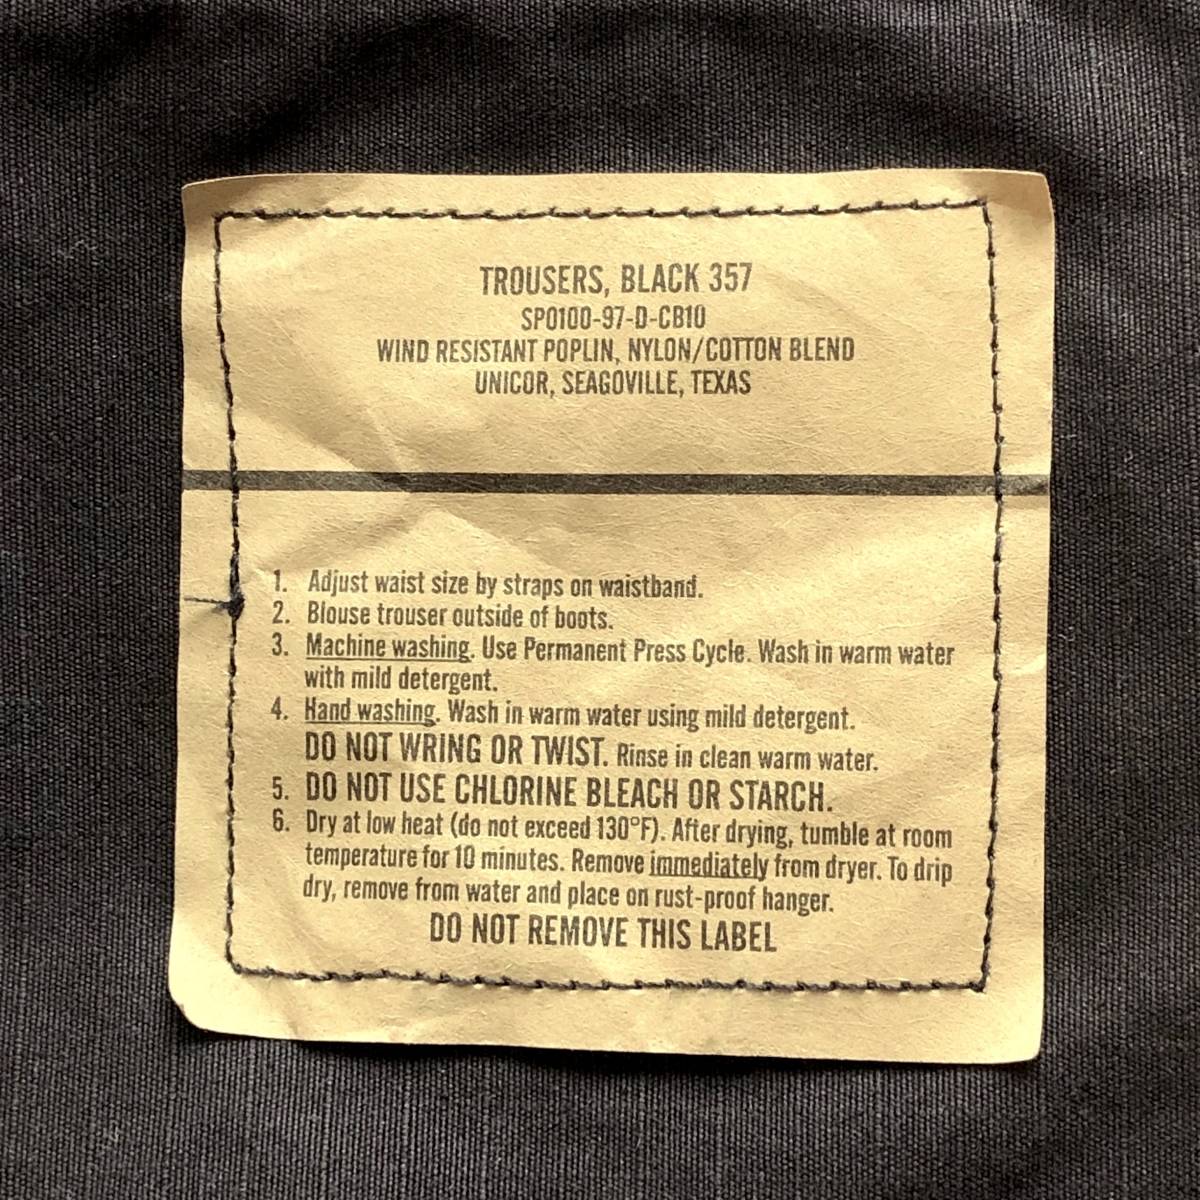 TROUSERS, BLACK 357
SP0100-97-D-CB10
WIND RESISTANT POPLIN, NYLON/COTTON BLEND
UNICOR, SEAGOVILLE, TEXAS
1. Adjust waist size by straps on waistband.
2. Blouse trouser outside of boots.
3. Machine washing. Use Permanent Press Cycle. Wash in warm water
with mild detergent.
4. Hand washing. Wash in warm water using mild detergent.
DO NOT WRING OR TWIST. Rinse in clean warm water.
5. DO NOT USE CHLORINE BLEACH OR STARCH.
6. Dry at low heat (do not exceed 130°F). After drying, tumble at room
temperature for 10 minutes. Remove immediately from dryer. To drip
dry, remove from water and place on rust-proof hanger.
DO NOT REMOVE THIS LABEL